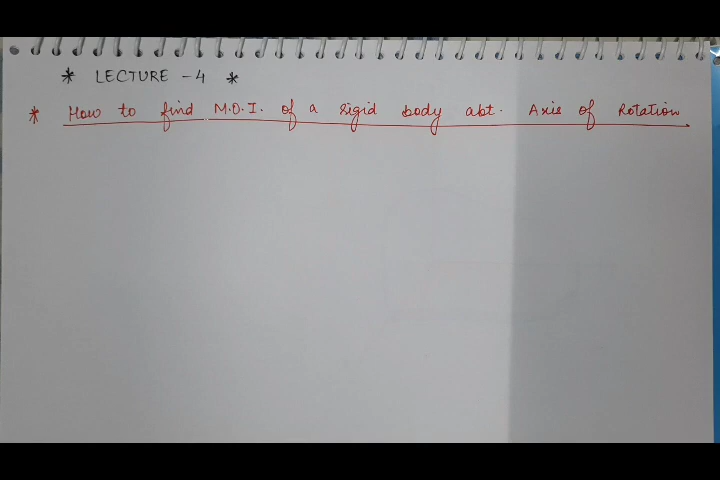 * LECTURE - 4 *
* How to find M.O.I. of a rigid body abt. Axis of Rotation